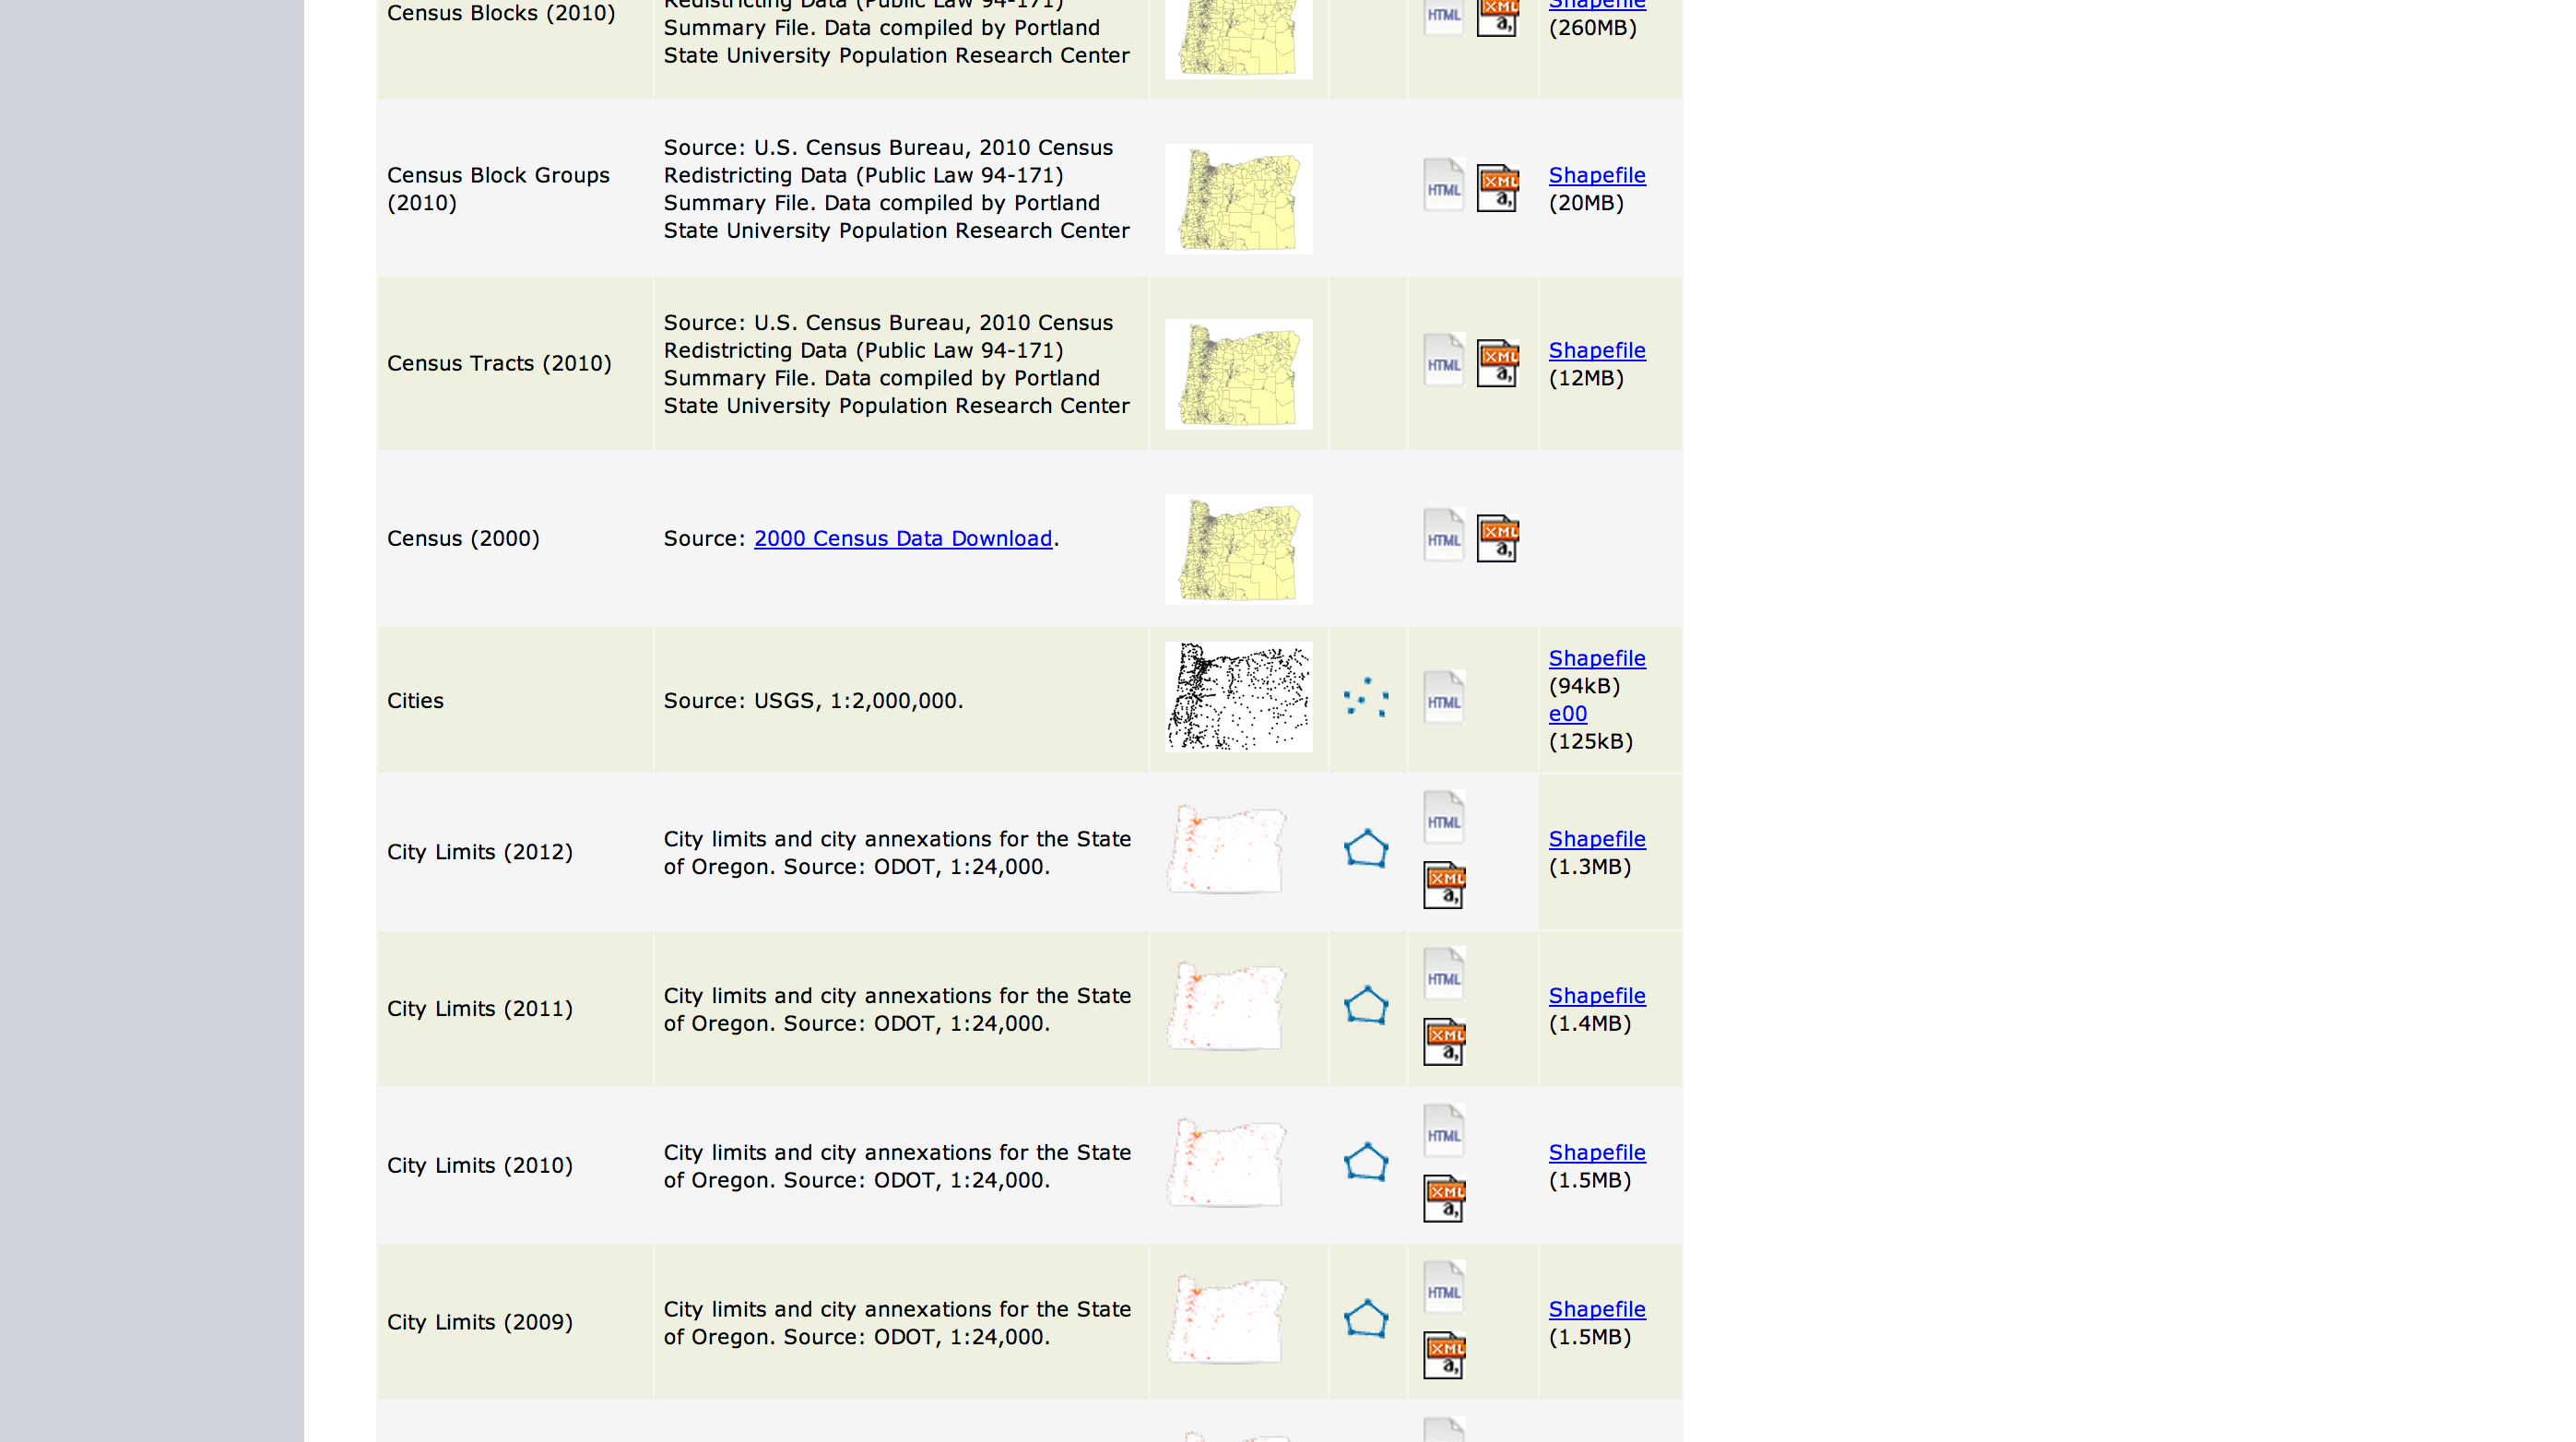 Census Blocks (2010)
Redistricting Data (Public Law 94-171)
Summary File. Data compiled by Portland
State University Population Research Center
HTML
a,
Shapefile
(260MB)
Census Block Groups
(2010)
Source: U.S. Census Bureau, 2010 Census
Redistricting Data (Public Law 94-171)
Summary File. Data compiled by Portland
State University Population Research Center
HTML
XML
a,
Shapefile
(20MB)
Census Tracts (2010)
Source: U.S. Census Bureau, 2010 Census
Redistricting Data (Public Law 94-171)
Summary File. Data compiled by Portland
State University Population Research Center
HTML
XML
a,
Shapefile
(12MB)
Census (2000)
Source: 2000 Census Data Download.
HTML
XML
a,
Cities
Source: USGS, 1:2,000,000.
HTML
Shapefile
(94kB)
e00
(125kB)
City Limits (2012)
City limits and city annexations for the State
of Oregon. Source: ODOT, 1:24,000.
HTML
XML
a,
Shapefile
(1.3MB)
City Limits (2011)
City limits and city annexations for the State
of Oregon. Source: ODOT, 1:24,000.
HTML
XML
a,
Shapefile
(1.4MB)
City Limits (2010)
City limits and city annexations for the State
of Oregon. Source: ODOT, 1:24,000.
HTML
XML
a,
Shapefile
(1.5MB)
City Limits (2009)
City limits and city annexations for the State
of Oregon. Source: ODOT, 1:24,000.
HTML
XML
a,
Shapefile
(1.5MB)